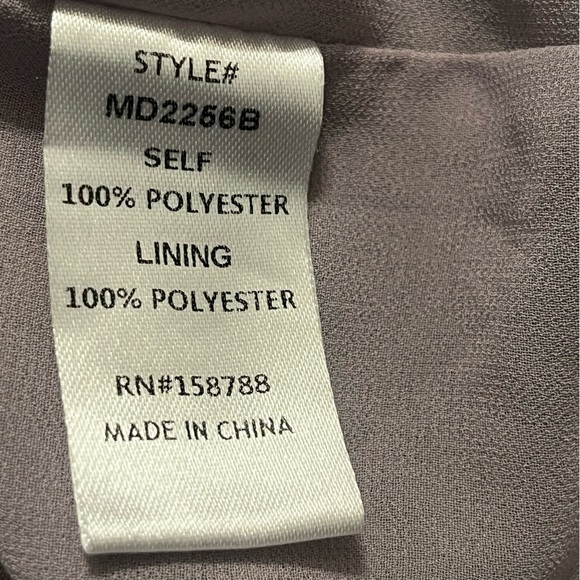 STYLE#
MD2256B
SELF
100% POLYESTER
LINING
100% POLYESTER
RN#158788
MADE IN CHINA